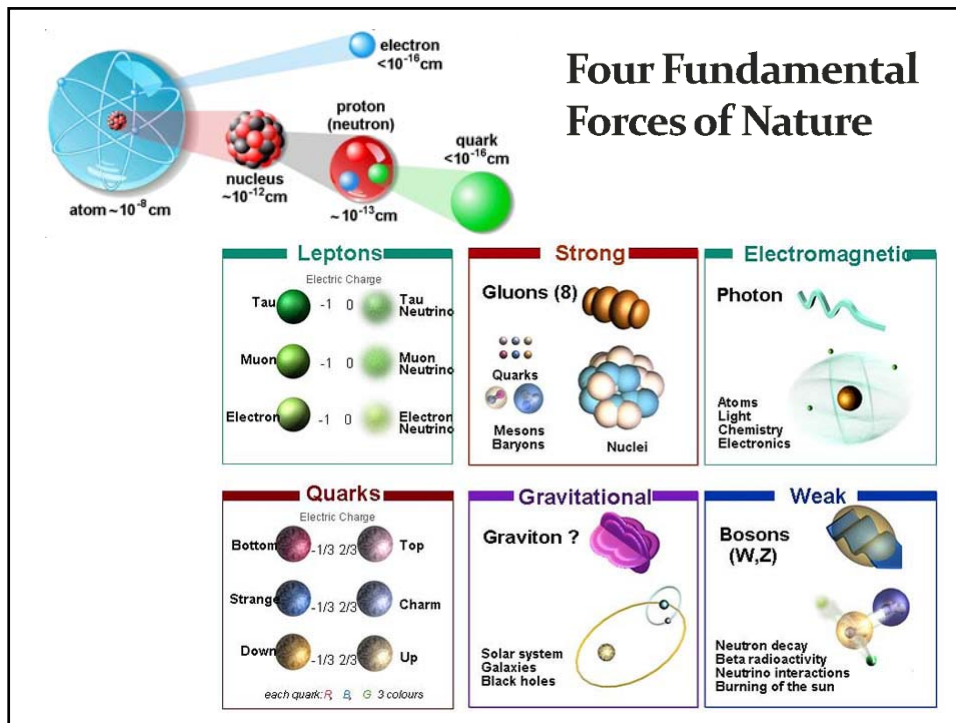 Four Fundamental
Forces of Nature
electron
<10⁻¹⁶cm
proton
(neutron)
quark
<10⁻¹⁶cm
nucleus
~10⁻¹²cm
atom ~10⁻⁸ cm
~10⁻¹³cm
Leptons
Electric Charge
Tau -1 0 Tau
Neutrino
Muon -1 0 Muon
Neutrino
Electron -1 0 Electron
Neutrino
Strong
Gluons (8)
Quarks
Mesons
Baryons
Nuclei
Electromagnetic
Photon
Atoms
Light
Chemistry
Electronics
Quarks
Electric Charge
Bottom -1/3 2/3 Top
Strange -1/3 2/3 Charm
Down -1/3 2/3 Up
each quark: R, B, G 3 colours
Gravitational
Graviton ?
Solar system
Galaxies
Black holes
Weak
Bosons
(W,Z)
Neutron decay
Beta radioactivity
Neutrino interactions
Burning of the sun